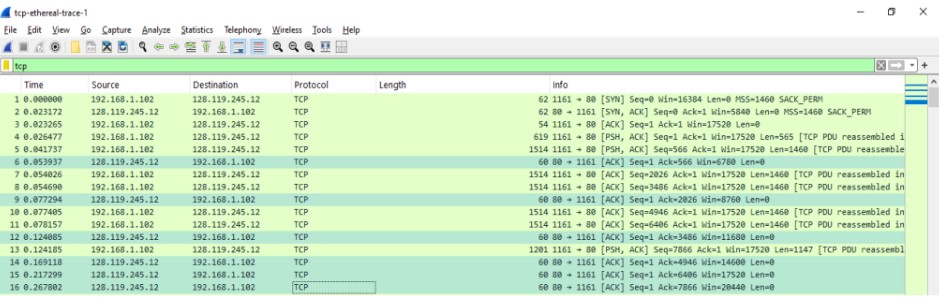 tcp-ethereal-trace-1
File Edit View Go Capture Analyze Statistics Telephony Wireless Tools Help
tcp
Time Source Destination Protocol Length Info
1 0.000000 192.168.1.102 128.119.245.12 TCP 62 1161 → 80 [SYN] Seq=0 Win=16384 Len=0 MSS=1460 SACK_PERM
2 0.023172 128.119.245.12 192.168.1.102 TCP 62 80 → 1161 [SYN, ACK] Seq=0 Ack=1 Win=5840 Len=0 MSS=1460 SACK_PERM
3 0.023265 192.168.1.102 128.119.245.12 TCP 54 1161 → 80 [ACK] Seq=1 Ack=1 Win=17520 Len=0
4 0.026477 192.168.1.102 128.119.245.12 TCP 619 1161 → 80 [PSH, ACK] Seq=1 Ack=1 Win=17520 Len=565 [TCP PDU reassembled i
5 0.041737 192.168.1.102 128.119.245.12 TCP 1514 1161 → 80 [PSH, ACK] Seq=566 Ack=1 Win=17520 Len=1460 [TCP PDU reassemble
6 0.053937 128.119.245.12 192.168.1.102 TCP 60 80 → 1161 [ACK] Seq=1 Ack=566 Win=6780 Len=0
7 0.054026 192.168.1.102 128.119.245.12 TCP 1514 1161 → 80 [ACK] Seq=2026 Ack=1 Win=17520 Len=1460 [TCP PDU reassembled in
8 0.054690 192.168.1.102 128.119.245.12 TCP 1514 1161 → 80 [ACK] Seq=3486 Ack=1 Win=17520 Len=1460 [TCP PDU reassembled in
9 0.077294 128.119.245.12 192.168.1.102 TCP 60 80 → 1161 [ACK] Seq=1 Ack=2026 Win=8760 Len=0
10 0.077405 192.168.1.102 128.119.245.12 TCP 1514 1161 → 80 [ACK] Seq=4946 Ack=1 Win=17520 Len=1460 [TCP PDU reassembled in
11 0.078157 192.168.1.102 128.119.245.12 TCP 1514 1161 → 80 [ACK] Seq=6406 Ack=1 Win=17520 Len=1460 [TCP PDU reassembled in
12 0.124085 128.119.245.12 192.168.1.102 TCP 60 80 → 1161 [ACK] Seq=1 Ack=3486 Win=11680 Len=0
13 0.124185 192.168.1.102 128.119.245.12 TCP 1201 1161 → 80 [PSH, ACK] Seq=7866 Ack=1 Win=17520 Len=1147 [TCP PDU reassembl
14 0.169118 128.119.245.12 192.168.1.102 TCP 60 80 → 1161 [ACK] Seq=1 Ack=4946 Win=14600 Len=0
15 0.217299 128.119.245.12 192.168.1.102 TCP 60 80 → 1161 [ACK] Seq=1 Ack=6406 Win=17520 Len=0
16 0.267802 128.119.245.12 192.168.1.102 TCP 60 80 → 1161 [ACK] Seq=1 Ack=7866 Win=20440 Len=0